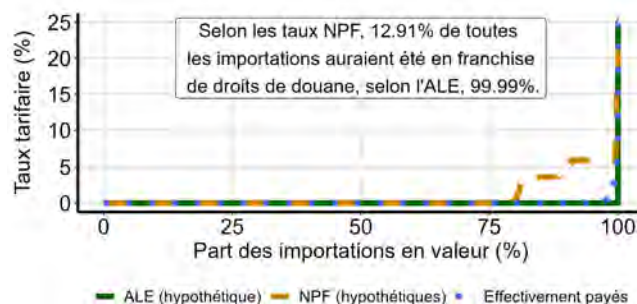 Selon les taux NPF, 12.91% de toutes
les importations auraient été en franchise
de droits de douane, selon l'ALE, 99.99%.
Taux tarifaire (%)
25
20
15
10
5
0
0 25 50 75 100
Part des importations en valeur (%)
ALE (hypothétique) NPF (hypothétiques) Effectivement payés